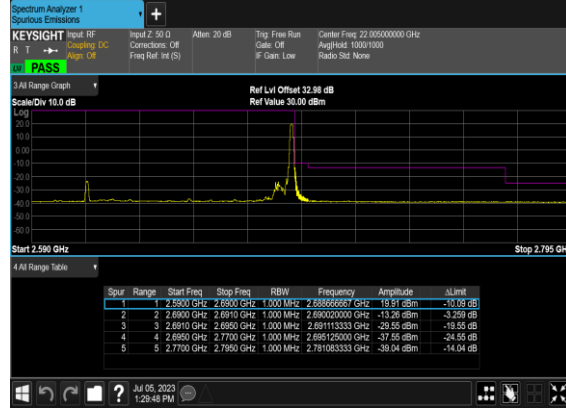 Spectrum Analyzer 1
Spurious Emissions
+
KEYSIGHT Input: RF Input Z: 50 Ω Atten: 20 dB Trig: Free Run Center Freq: 22.005000000 GHz
R T Coupling: DC Corrections: Off Gate: Off Avg|Hold: 1000/1000
Align: Off Freq Ref: Int (S) IF Gain: Low Radio Std: None
PASS
3 All Range Graph
Ref Lvl Offset 32.98 dB
Scale/Div 10.0 dB Ref Value 30.00 dBm
Log
20.0
10.0
0.00
-10.0
-20.0
-30.0
-40.0
-50.0
-60.0
Start 2.590 GHz Stop 2.795 GH
4 All Range Table
Spur Range Start Freq Stop Freq RBW Frequency Amplitude ΔLimit
1 1 2.5900 GHz 2.6900 GHz 1.000 MHz 2.688666667 GHz 19.91 dBm -10.09 dB
2 2 2.6900 GHz 2.6910 GHz 1.000 MHz 2.690020000 GHz -13.26 dBm -3.259 dB
3 3 2.6910 GHz 2.6950 GHz 1.000 MHz 2.691113333 GHz -29.55 dBm -19.55 dB
4 4 2.6950 GHz 2.7700 GHz 1.000 MHz 2.695125000 GHz -37.55 dBm -24.55 dB
5 5 2.7700 GHz 2.7950 GHz 1.000 MHz 2.781083333 GHz -39.04 dBm -14.04 dB
? Jul 05, 2023
1:29:48 PM